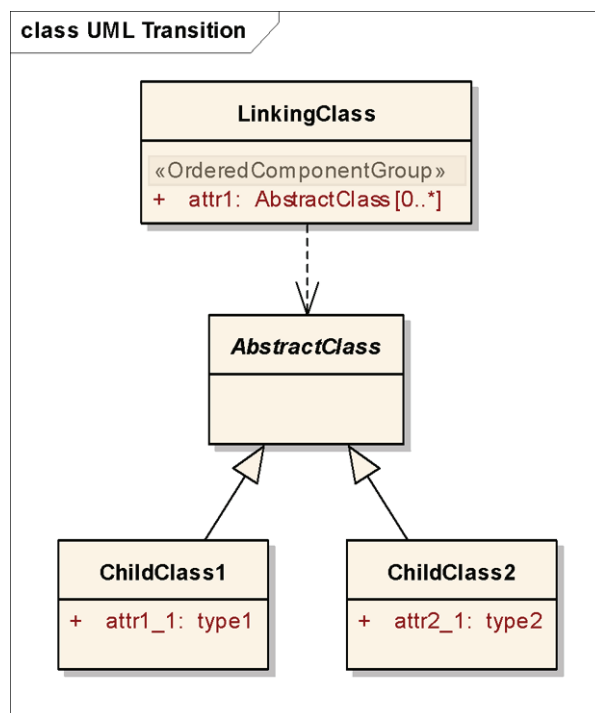 class UML Transition
LinkingClass
«OrderedComponentGroup»
+ attr1: AbstractClass [0..*]
AbstractClass
ChildClass1
+ attr1_1: type1
ChildClass2
+ attr2_1: type2